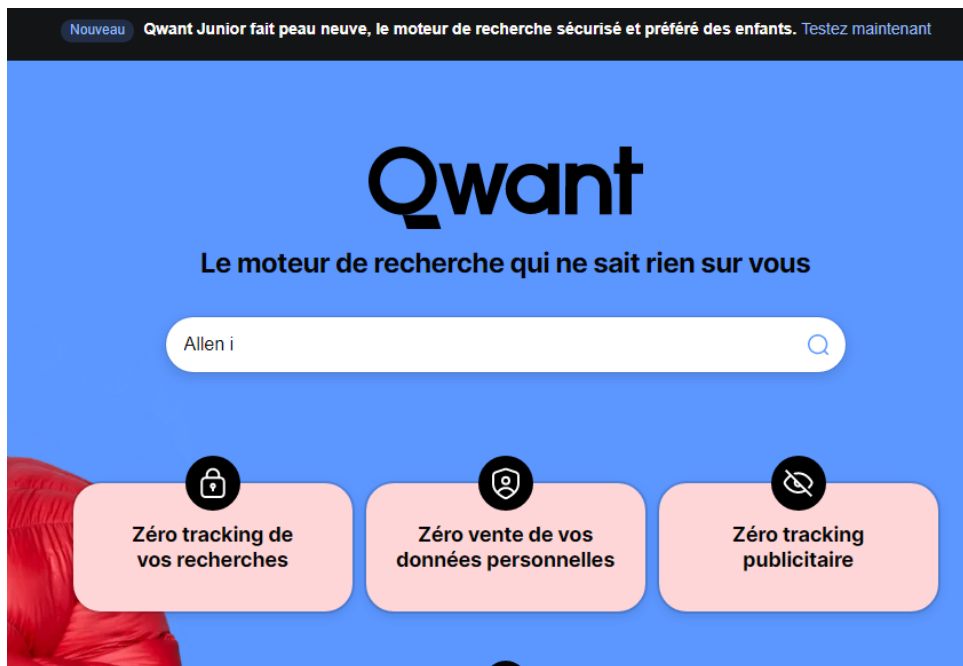 Nouveau Qwant Junior fait peau neuve, le moteur de recherche sécurisé et préféré des enfants. Testez maintenant
Qwant
Le moteur de recherche qui ne sait rien sur vous
Allen i
Zéro tracking de
vos recherches
Zéro vente de vos
données personnelles
Zéro tracking
publicitaire